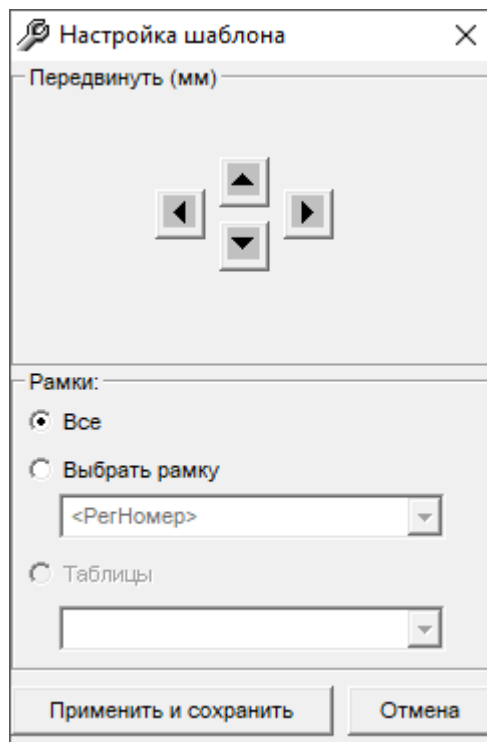 Настройка шаблона
Передвинуть (мм)
Рамки:
Все
Выбрать рамку
<РегНомер>
Таблицы
Применить и сохранить
Отмена